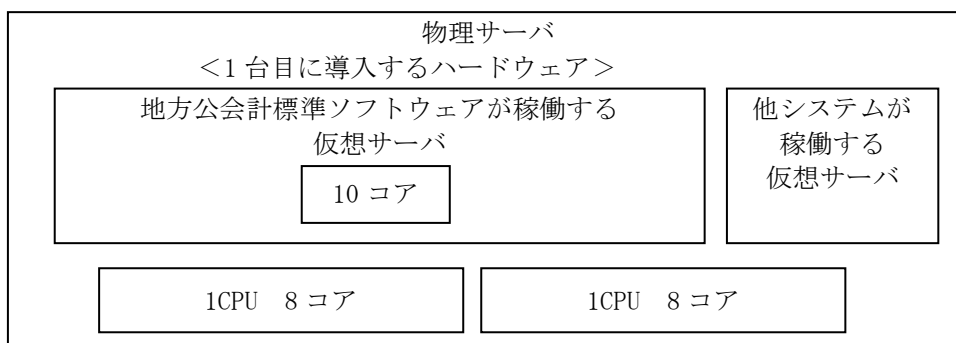 物理サーバ
＜1 台目に導入するハードウェア＞
地方公会計標準ソフトウェアが稼働する
仮想サーバ
10 コア
他システムが
稼働する
仮想サーバ
1CPU　8 コア
1CPU　8 コア